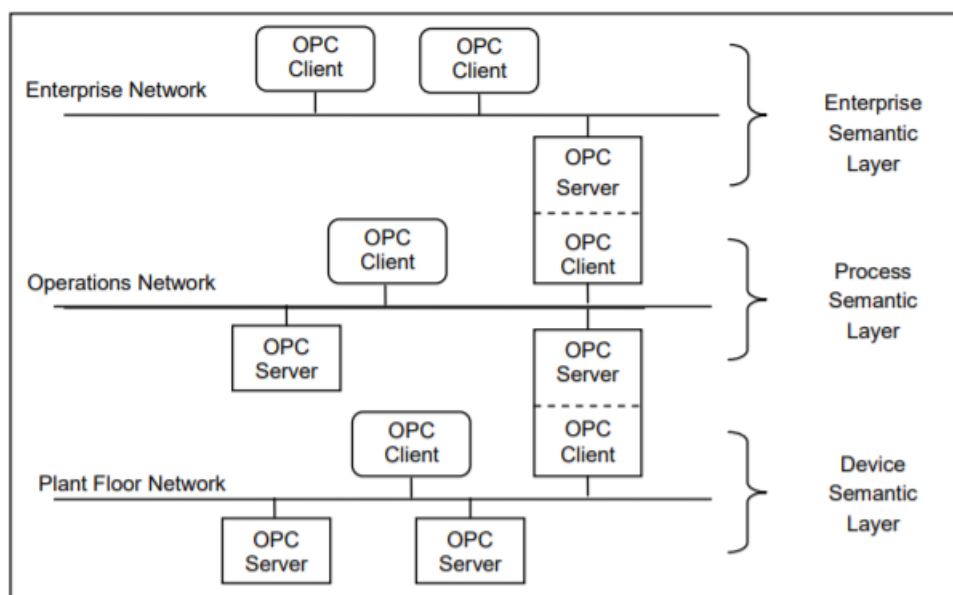 OPC
Client
OPC
Client
Enterprise Network
Enterprise
Semantic
Layer
OPC
Server
OPC
Client
OPC
Client
Operations Network
Process
Semantic
Layer
OPC
Server
OPC
Server
OPC
Client
OPC
Client
Plant Floor Network
Device
Semantic
Layer
OPC
Server
OPC
Server